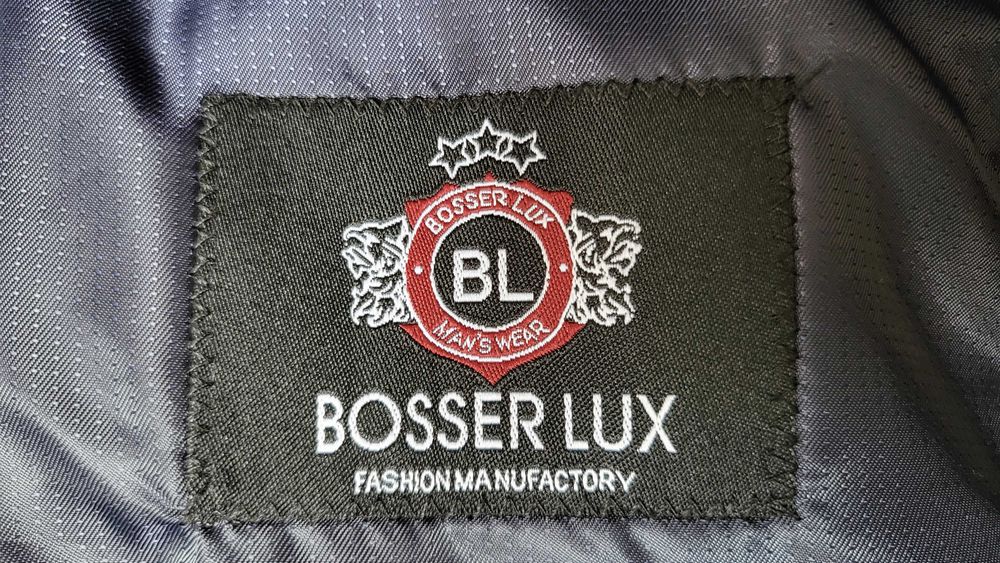 BOSSER LUX
BL
MAN'S WEAR
BOSSER LUX
FASHION MANUFACTORY